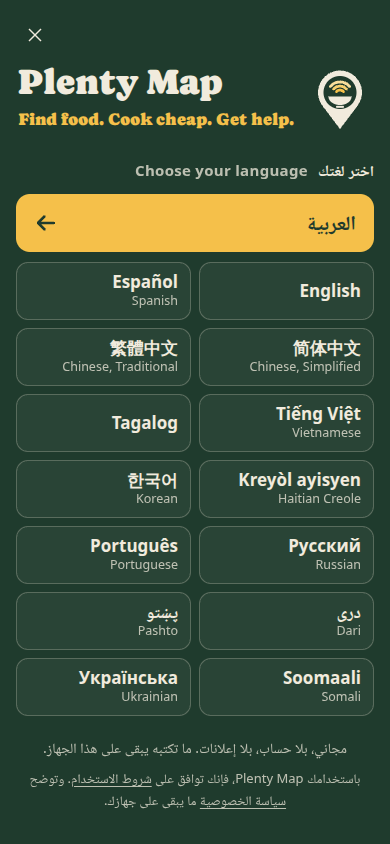 Plenty Map
Find food. Cook cheap. Get help.
اختر لغتك Choose your language
العربية
English
Español
Spanish
简体中文
Chinese, Simplified
繁體中文
Chinese, Traditional
Tiếng Việt
Vietnamese
Tagalog
Kreyòl ayisyen
Haitian Creole
한국어
Korean
Русский
Russian
Português
Portuguese
دری
Dari
پښتو
Pashto
Soomaali
Somali
Українська
Ukrainian
مجاني، بلا حساب، بلا إعلانات. ما تكتبه يبقى على هذا الجهاز.
باستخدامك Plenty Map، فإنك توافق على شروط الاستخدام. وتوضح
سياسة الخصوصية ما يبقى على جهازك.